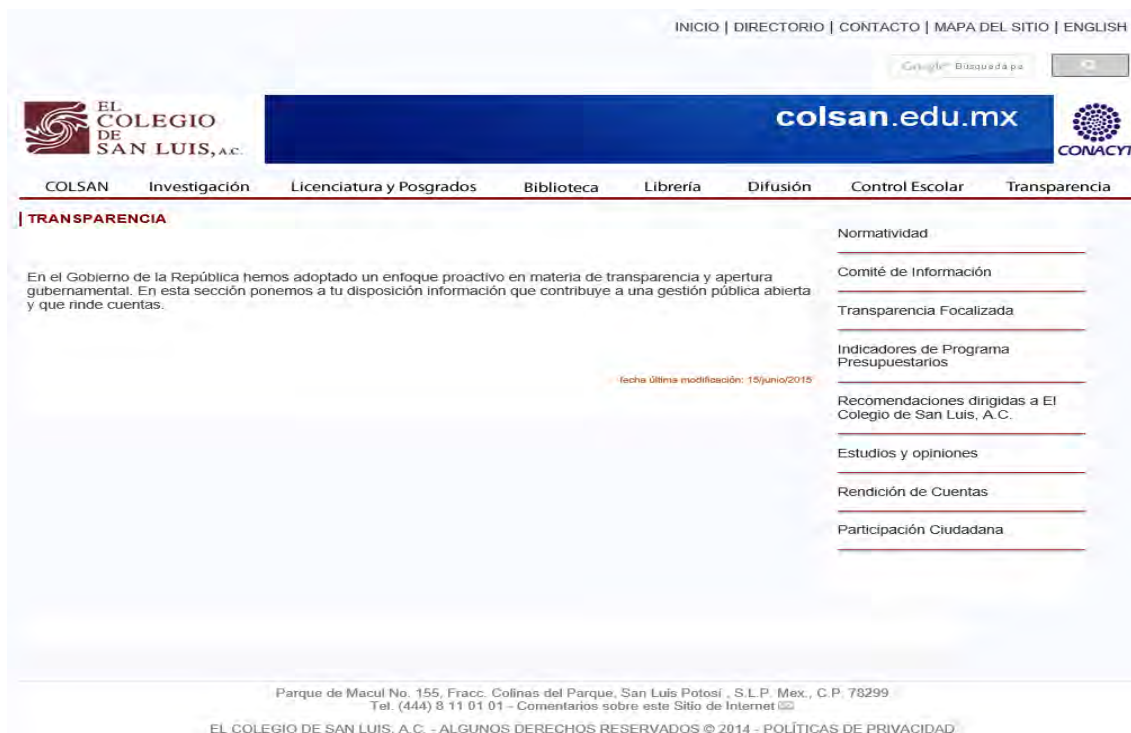 INICIO | DIRECTORIO | CONTACTO | MAPA DEL SITIO | ENGLISH
Google Búsqueda pe
EL
COLEGIO
DE
SAN LUIS, A.C.
colsan.edu.mx
CONACYT
COLSAN Investigación Licenciatura y Posgrados Biblioteca Librería Difusión Control Escolar Transparencia
TRANSPARENCIA
En el Gobierno de la República hemos adoptado un enfoque proactivo en materia de transparencia y apertura
gubernamental. En esta sección ponemos a tu disposición información que contribuye a una gestión pública abierta
y que rinde cuentas.
fecha última modificación: 15/junio/2015
Normatividad
Comité de Información
Transparencia Focalizada
Indicadores de Programa
Presupuestarios
Recomendaciones dirigidas a El
Colegio de San Luis, A.C.
Estudios y opiniones
Rendición de Cuentas
Participación Ciudadana
Parque de Macul No. 155, Fracc. Colinas del Parque, San Luis Potosí , S.L.P. Mex., C.P. 78299
Tel. (444) 8 11 01 01 - Comentarios sobre este Sitio de Internet
EL COLEGIO DE SAN LUIS, A.C. - ALGUNOS DERECHOS RESERVADOS © 2014 - POLÍTICAS DE PRIVACIDAD